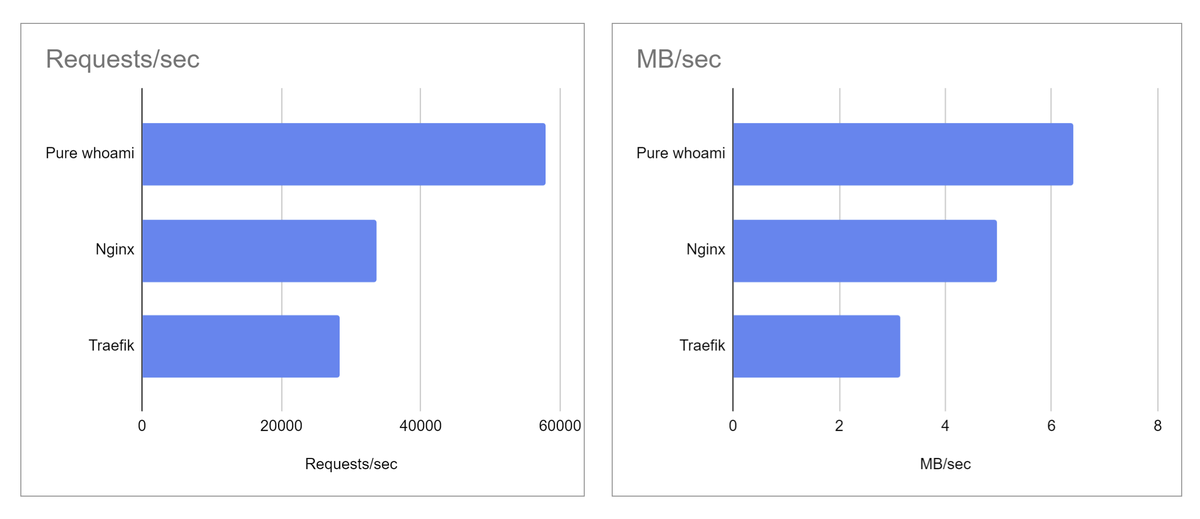 Requests/sec
Pure whoami
Nginx
Traefik
0 20000 40000 60000
Requests/sec
MB/sec
Pure whoami
Nginx
Traefik
0 2 4 6 8
MB/sec